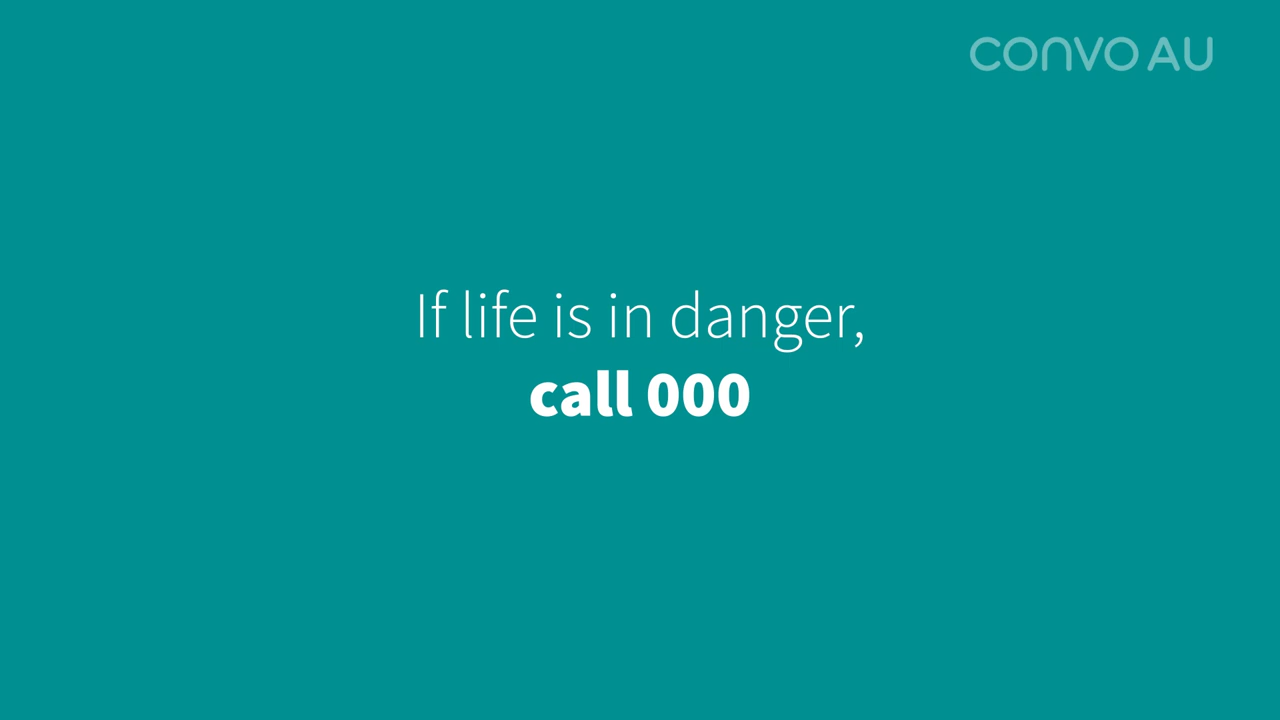 CONVO AU
If life is in danger,
call 000